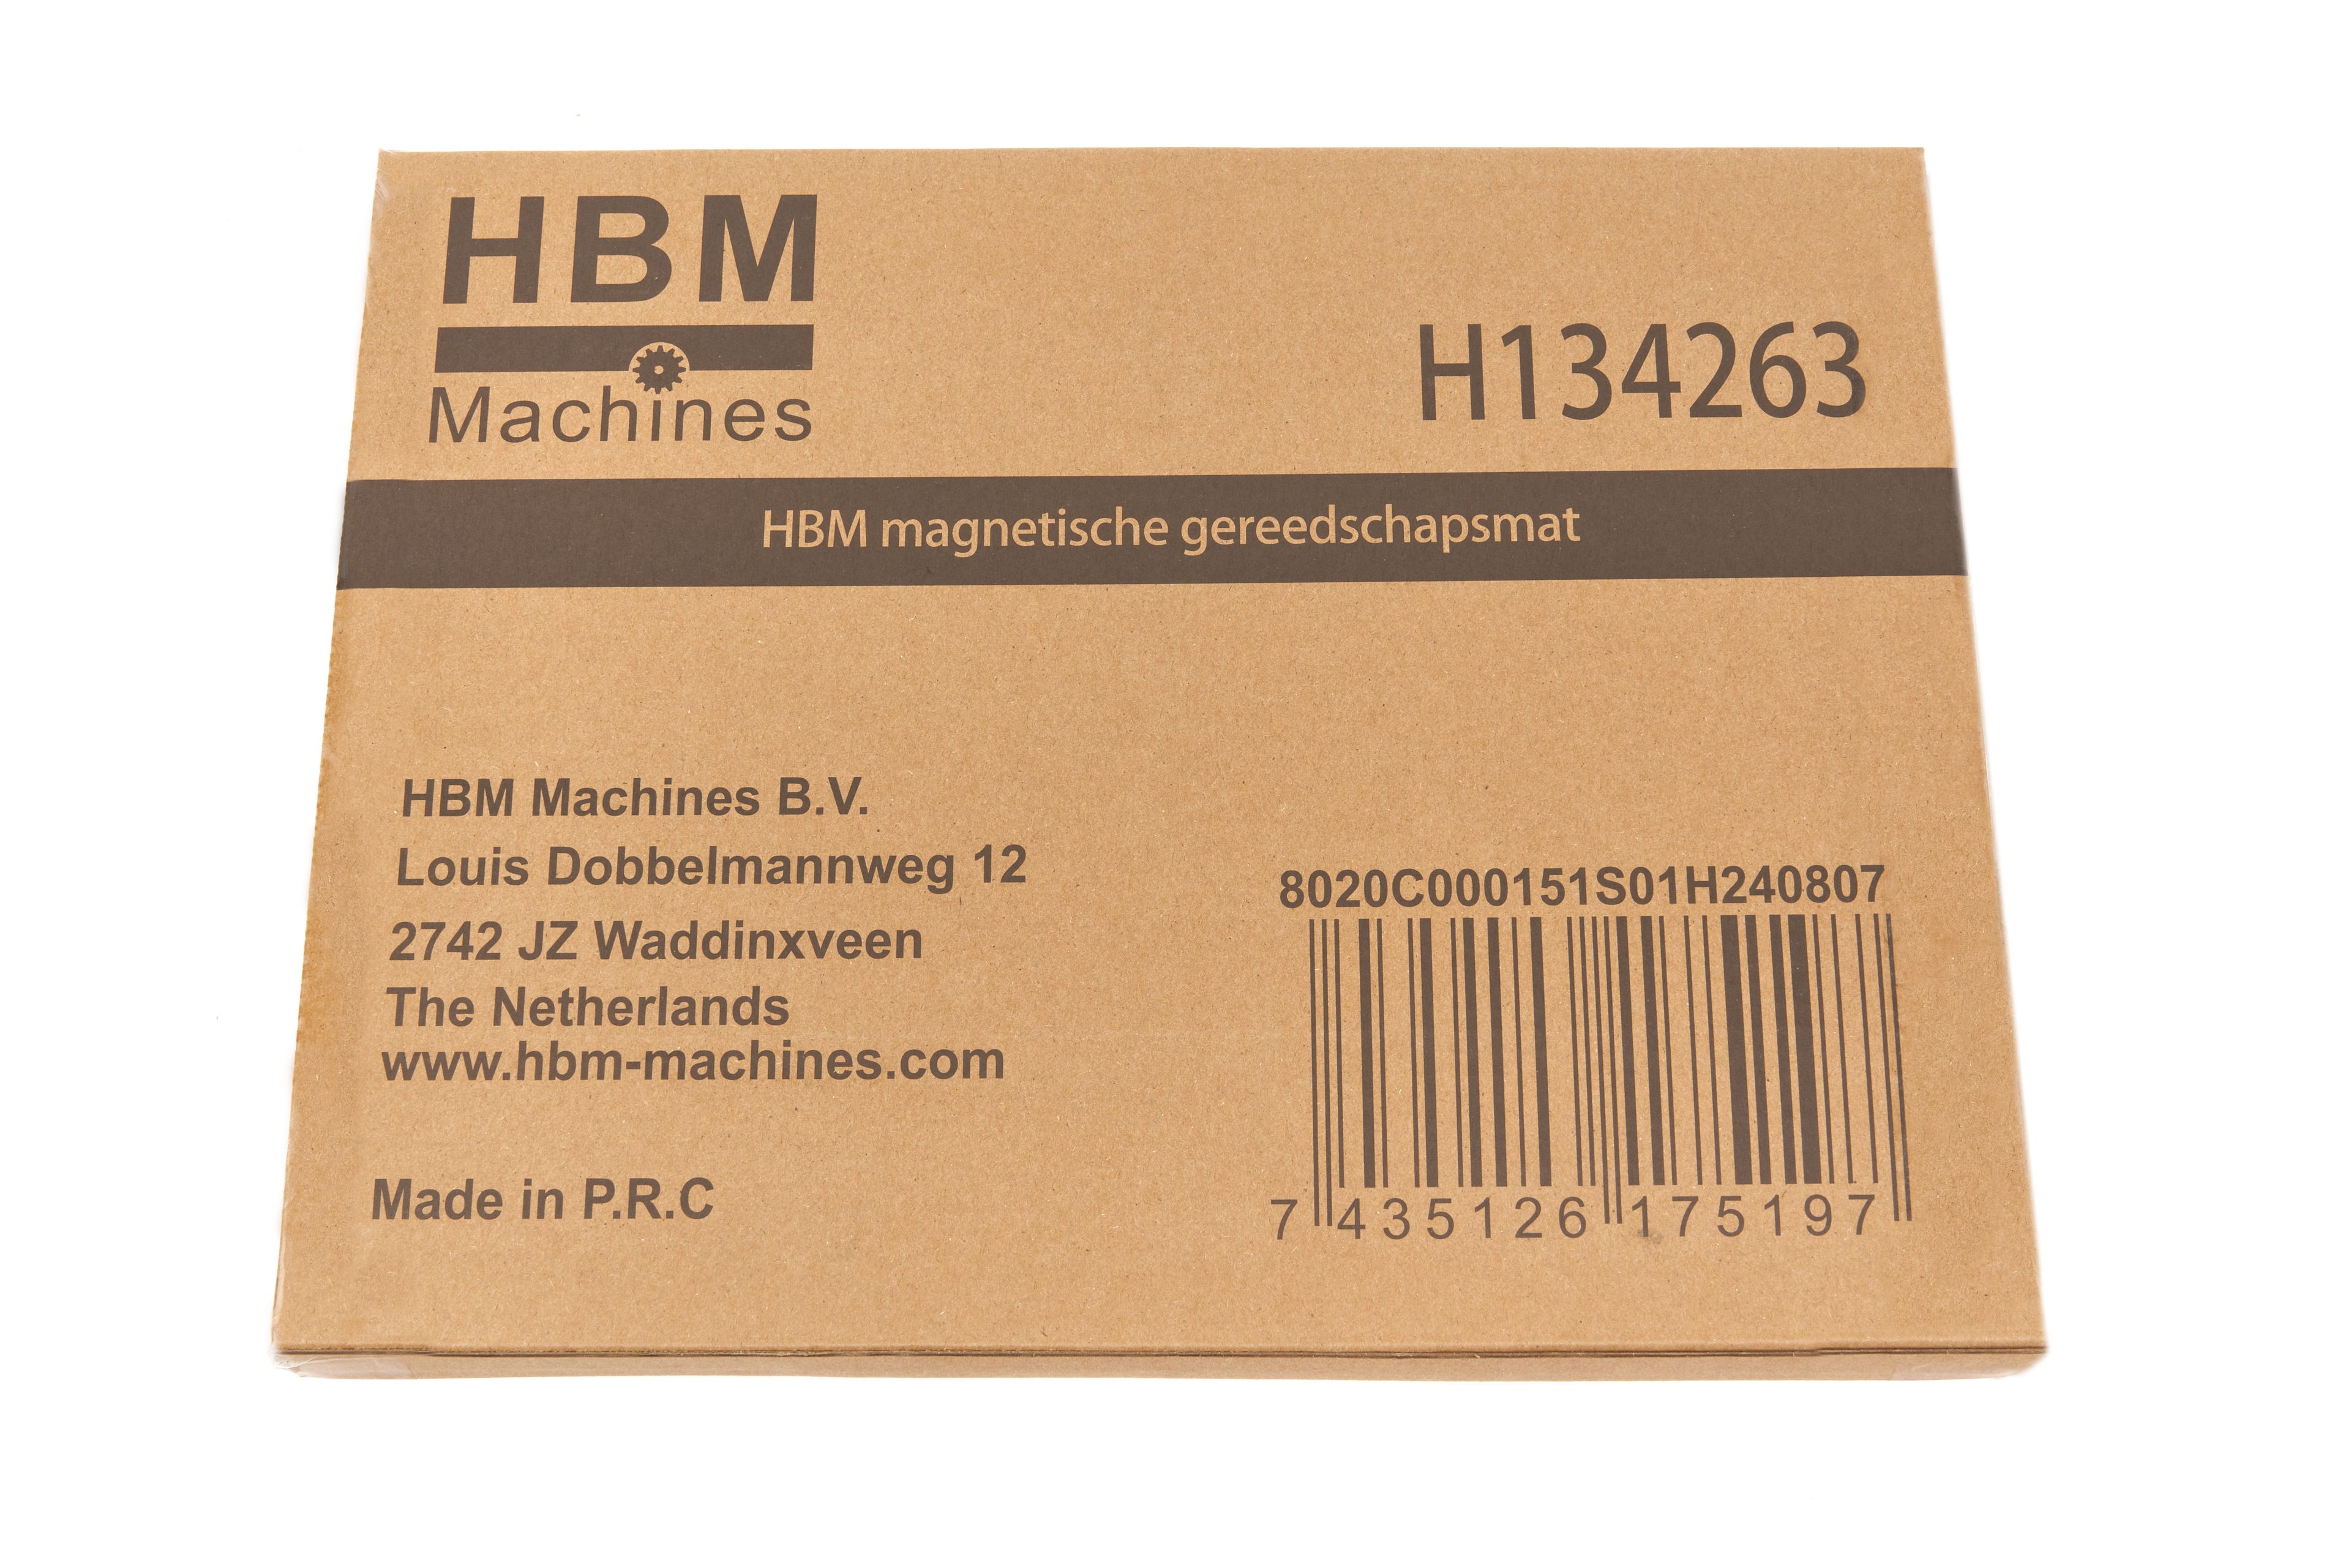 HBM
Machines
H134263
HBM magnetische gereedschapsmat
HBM Machines B.V.
Louis Dobbelmannweg 12
2742 JZ Waddinxveen
The Netherlands
www.hbm-machines.com
Made in P.R.C
8020C000151S01H240807
7 435126 175197